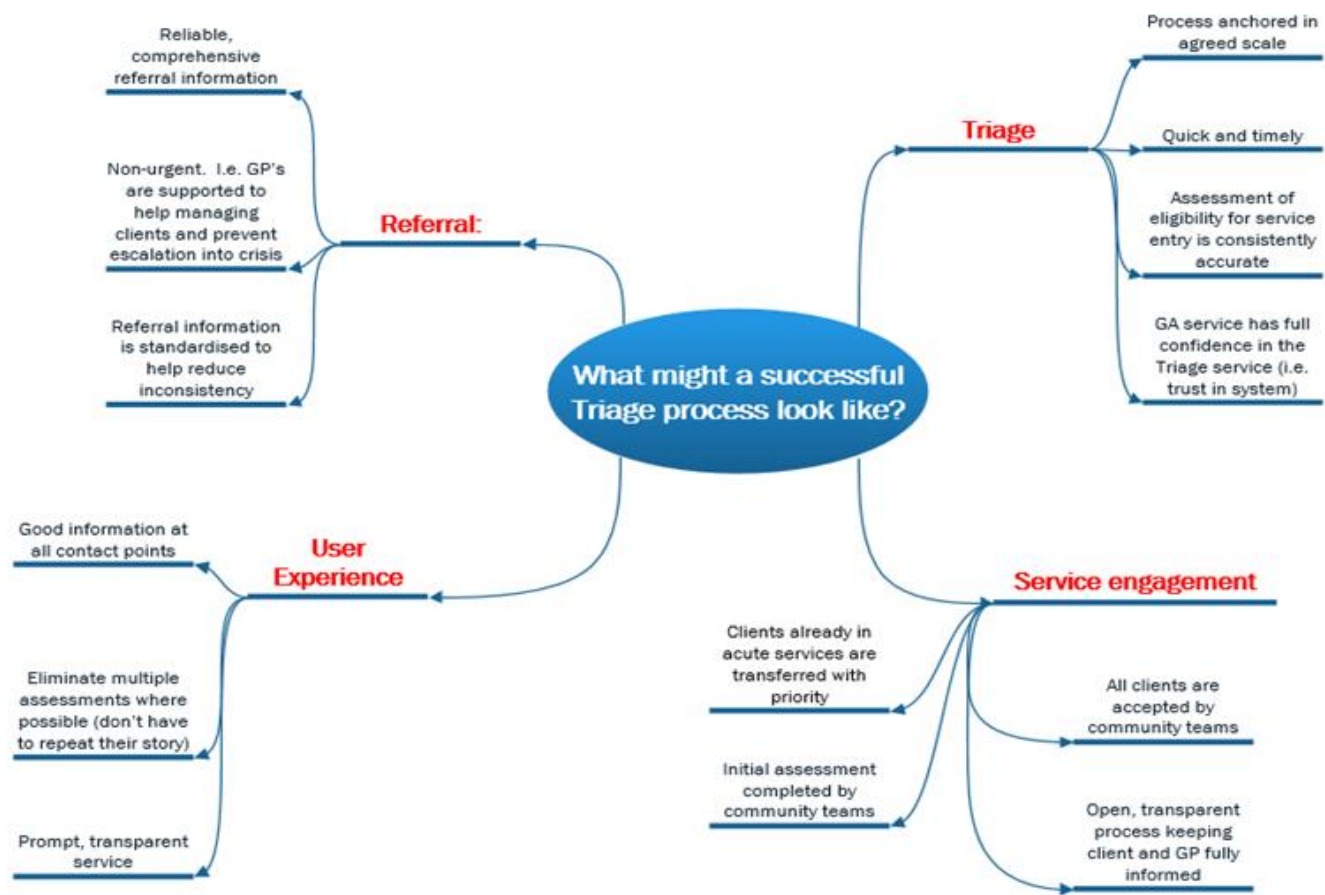 What might a successful
Triage process look like?
Referral:
Reliable,
comprehensive
referral information
Non-urgent.  I.e. GP's
are supported to
help managing
clients and prevent
escalation into crisis
Referral information
is standardised to
help reduce
inconsistency
Triage
Process anchored in
agreed scale
Quick and timely
Assessment of
eligibility for service
entry is consistently
accurate
GA service has full
confidence in the
Triage service (i.e.
trust in system)
User
Experience
Good information at
all contact points
Eliminate multiple
assessments where
possible (don't have
to repeat their story)
Prompt, transparent
service
Service engagement
Clients already in
acute services are
transferred with
priority
Initial assessment
completed by
community teams
All clients are
accepted by
community teams
Open, transparent
process keeping
client and GP fully
informed